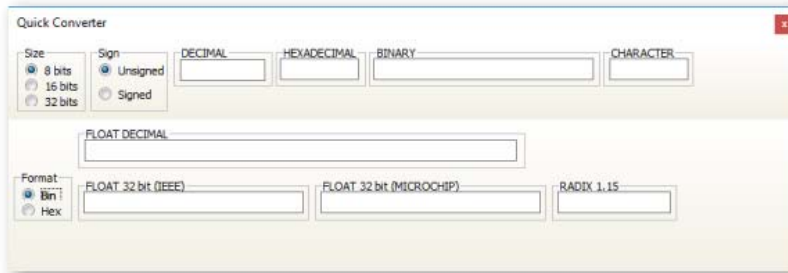 Quick Converter
x
Size
8 bits
16 bits
32 bits
Sign
Unsigned
Signed
DECIMAL
HEXADECIMAL
BINARY
CHARACTER
FLOAT DECIMAL
Format
Bin
Hex
FLOAT 32 bit (IEEE)
FLOAT 32 bit (MICROCHIP)
RADIX 1.15